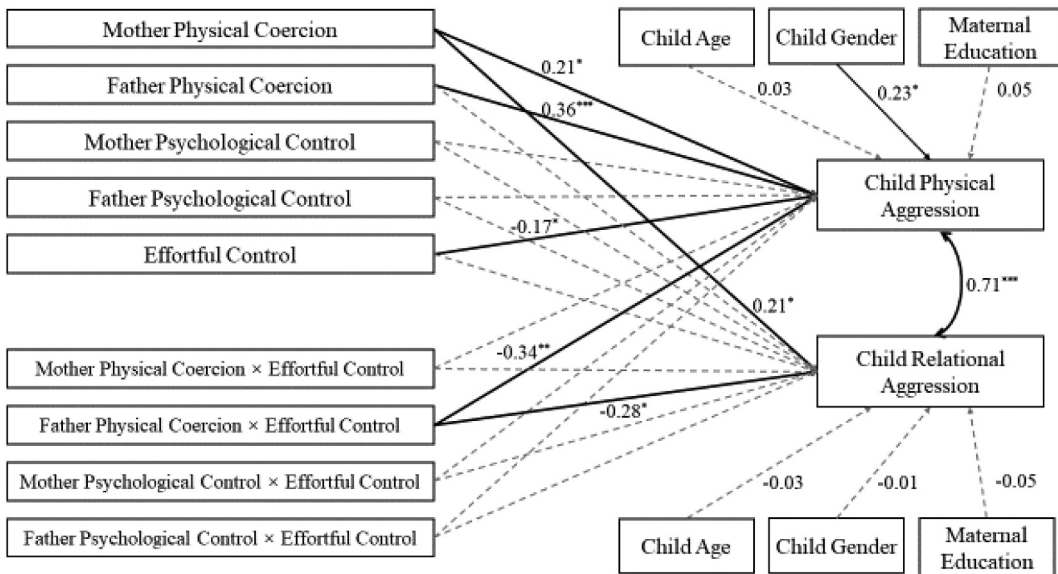 Mother Physical Coercion
Father Physical Coercion
Mother Psychological Control
Father Psychological Control
Effortful Control
Mother Physical Coercion × Effortful Control
Father Physical Coercion × Effortful Control
Mother Psychological Control × Effortful Control
Father Psychological Control × Effortful Control
0.21*
0.36***
-0.17*
0.21*
-0.34**
-0.28*
Child Age
Child Gender
Maternal
Education
0.03
0.23*
0.05
Child Physical
Aggression
0.71***
Child Relational
Aggression
-0.03
-0.01
-0.05
Child Age
Child Gender
Maternal
Education